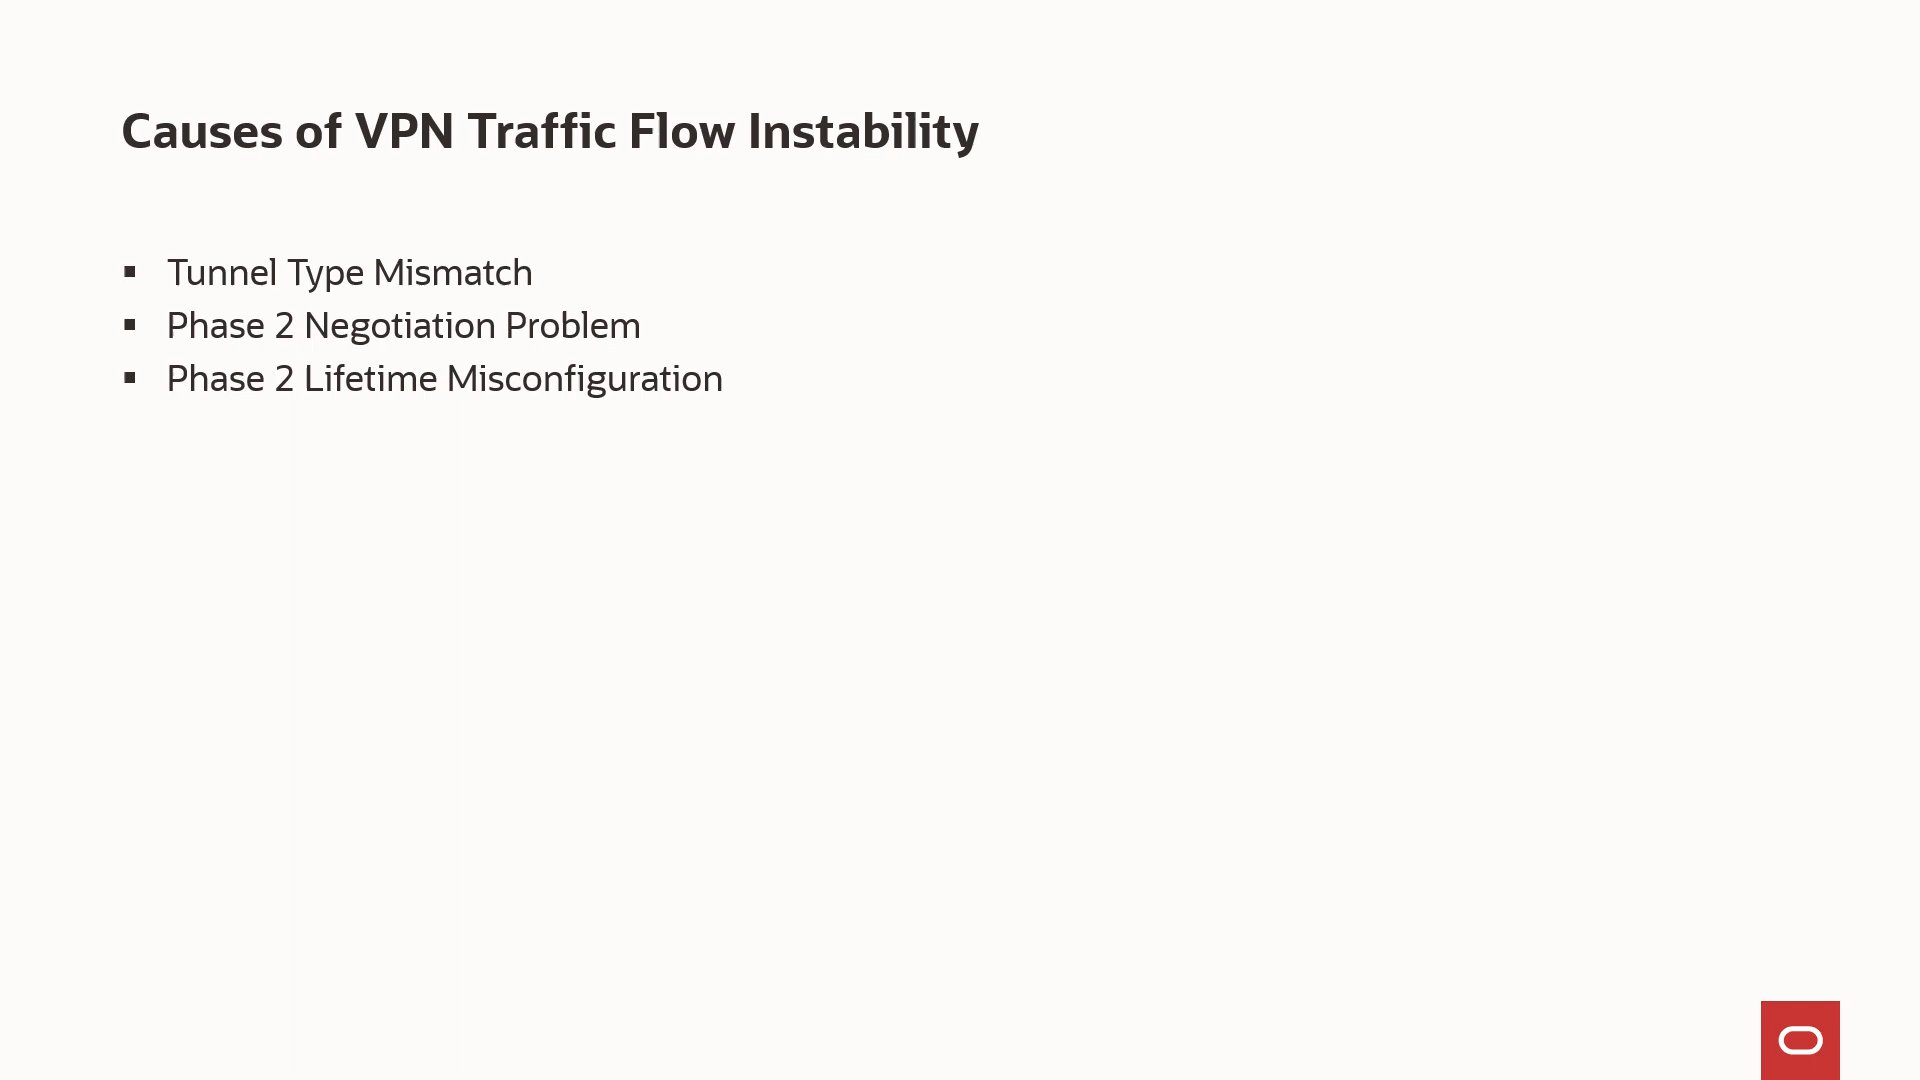 Causes of VPN Traffic Flow Instability
▪ Tunnel Type Mismatch
▪ Phase 2 Negotiation Problem
▪ Phase 2 Lifetime Misconfiguration